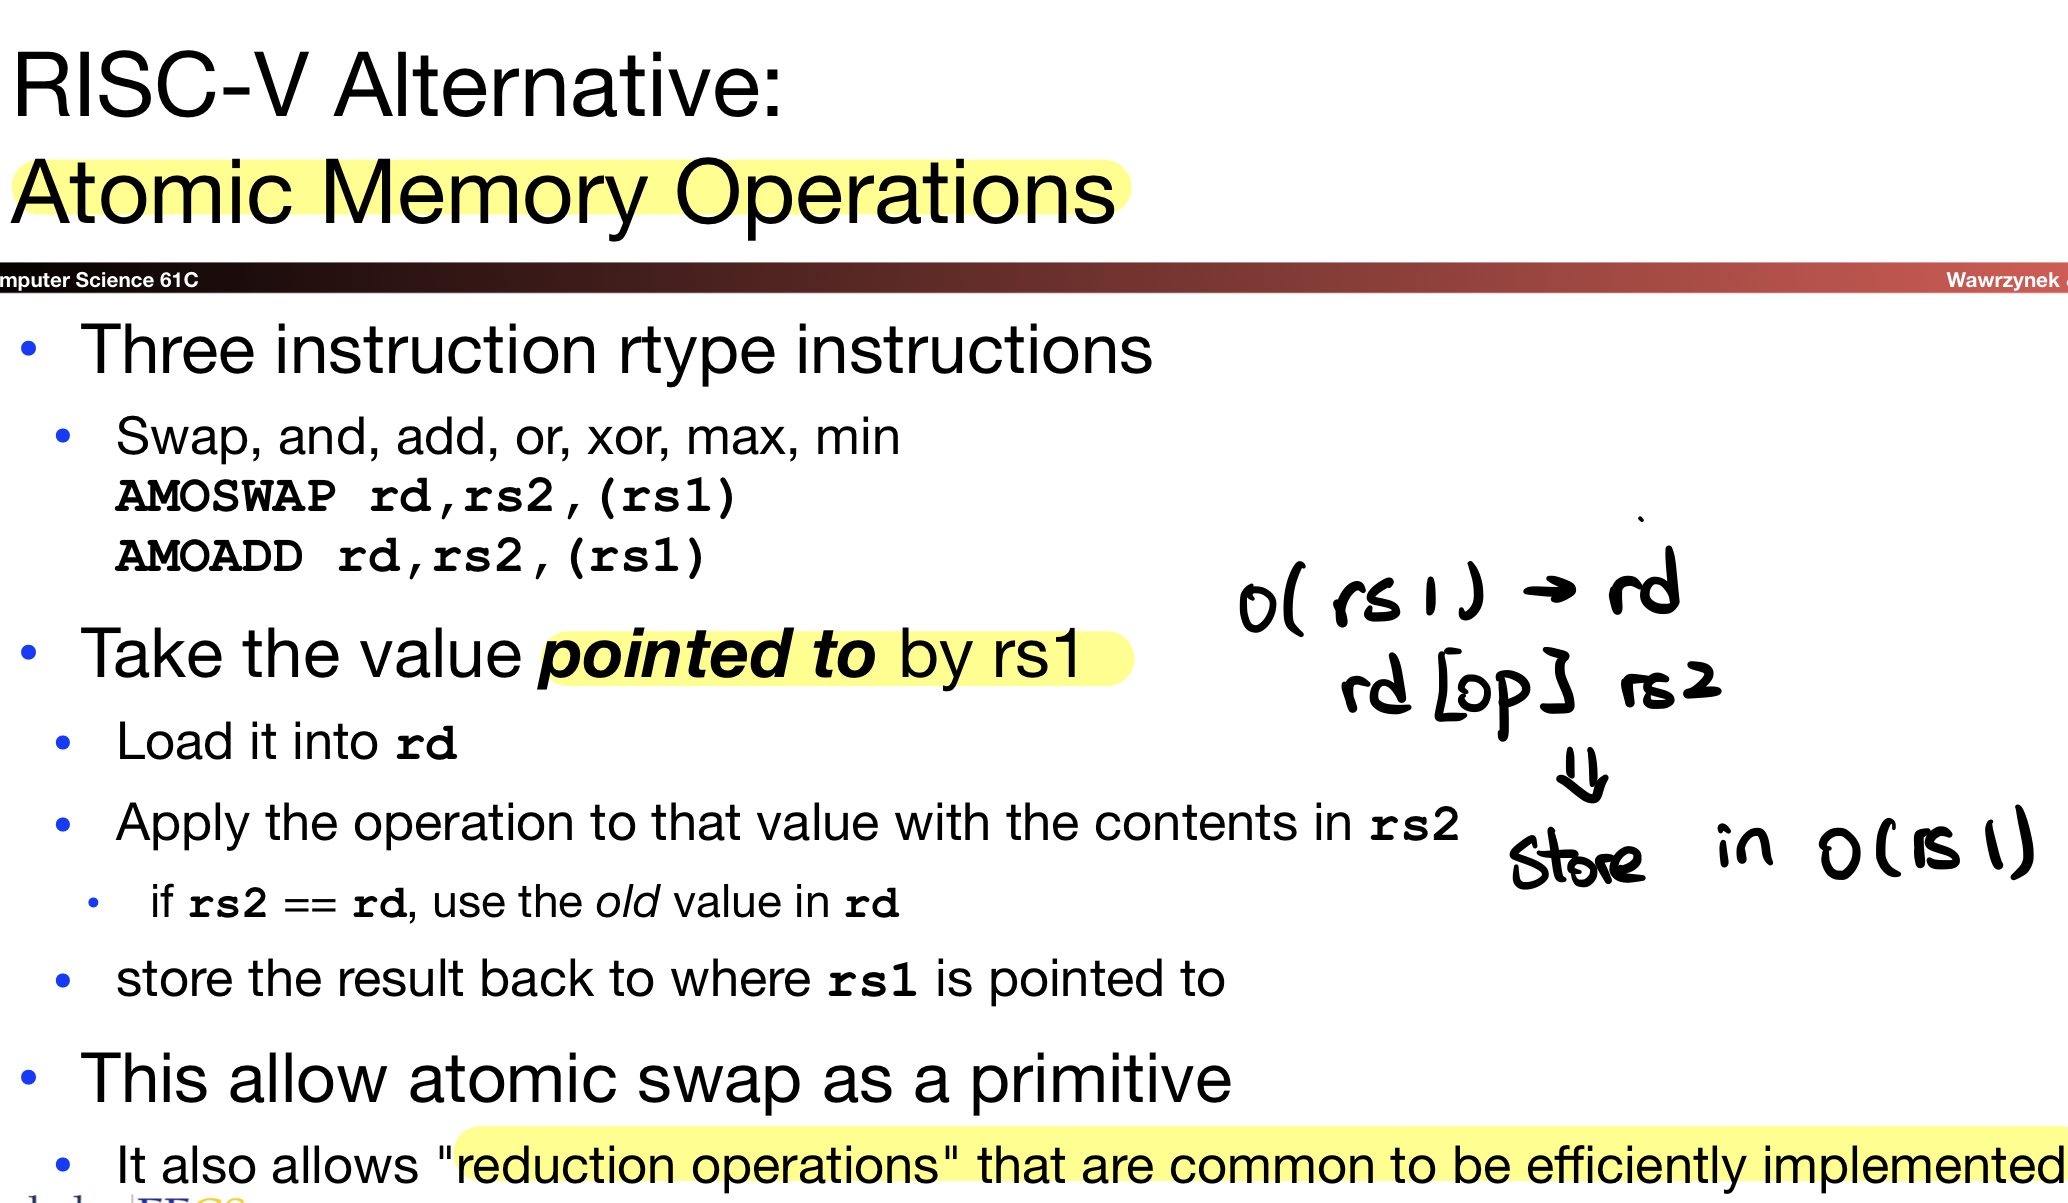 RISC-V Alternative:
Atomic Memory Operations
mputer Science 61C
Wawrzynek
• Three instruction rtype instructions
• Swap, and, add, or, xor, max, min
AMOSWAP rd,rs2,(rs1)
AMOADD rd,rs2,(rs1)
0(rs1) → rd
• Take the value pointed to by rs1
rd [op] rs2
• Load it into rd
⇓
• Apply the operation to that value with the contents in rs2
store in 0(rs1)
• if rs2 == rd, use the old value in rd
• store the result back to where rs1 is pointed to
• This allow atomic swap as a primitive
• It also allows "reduction operations" that are common to be efficiently implemented